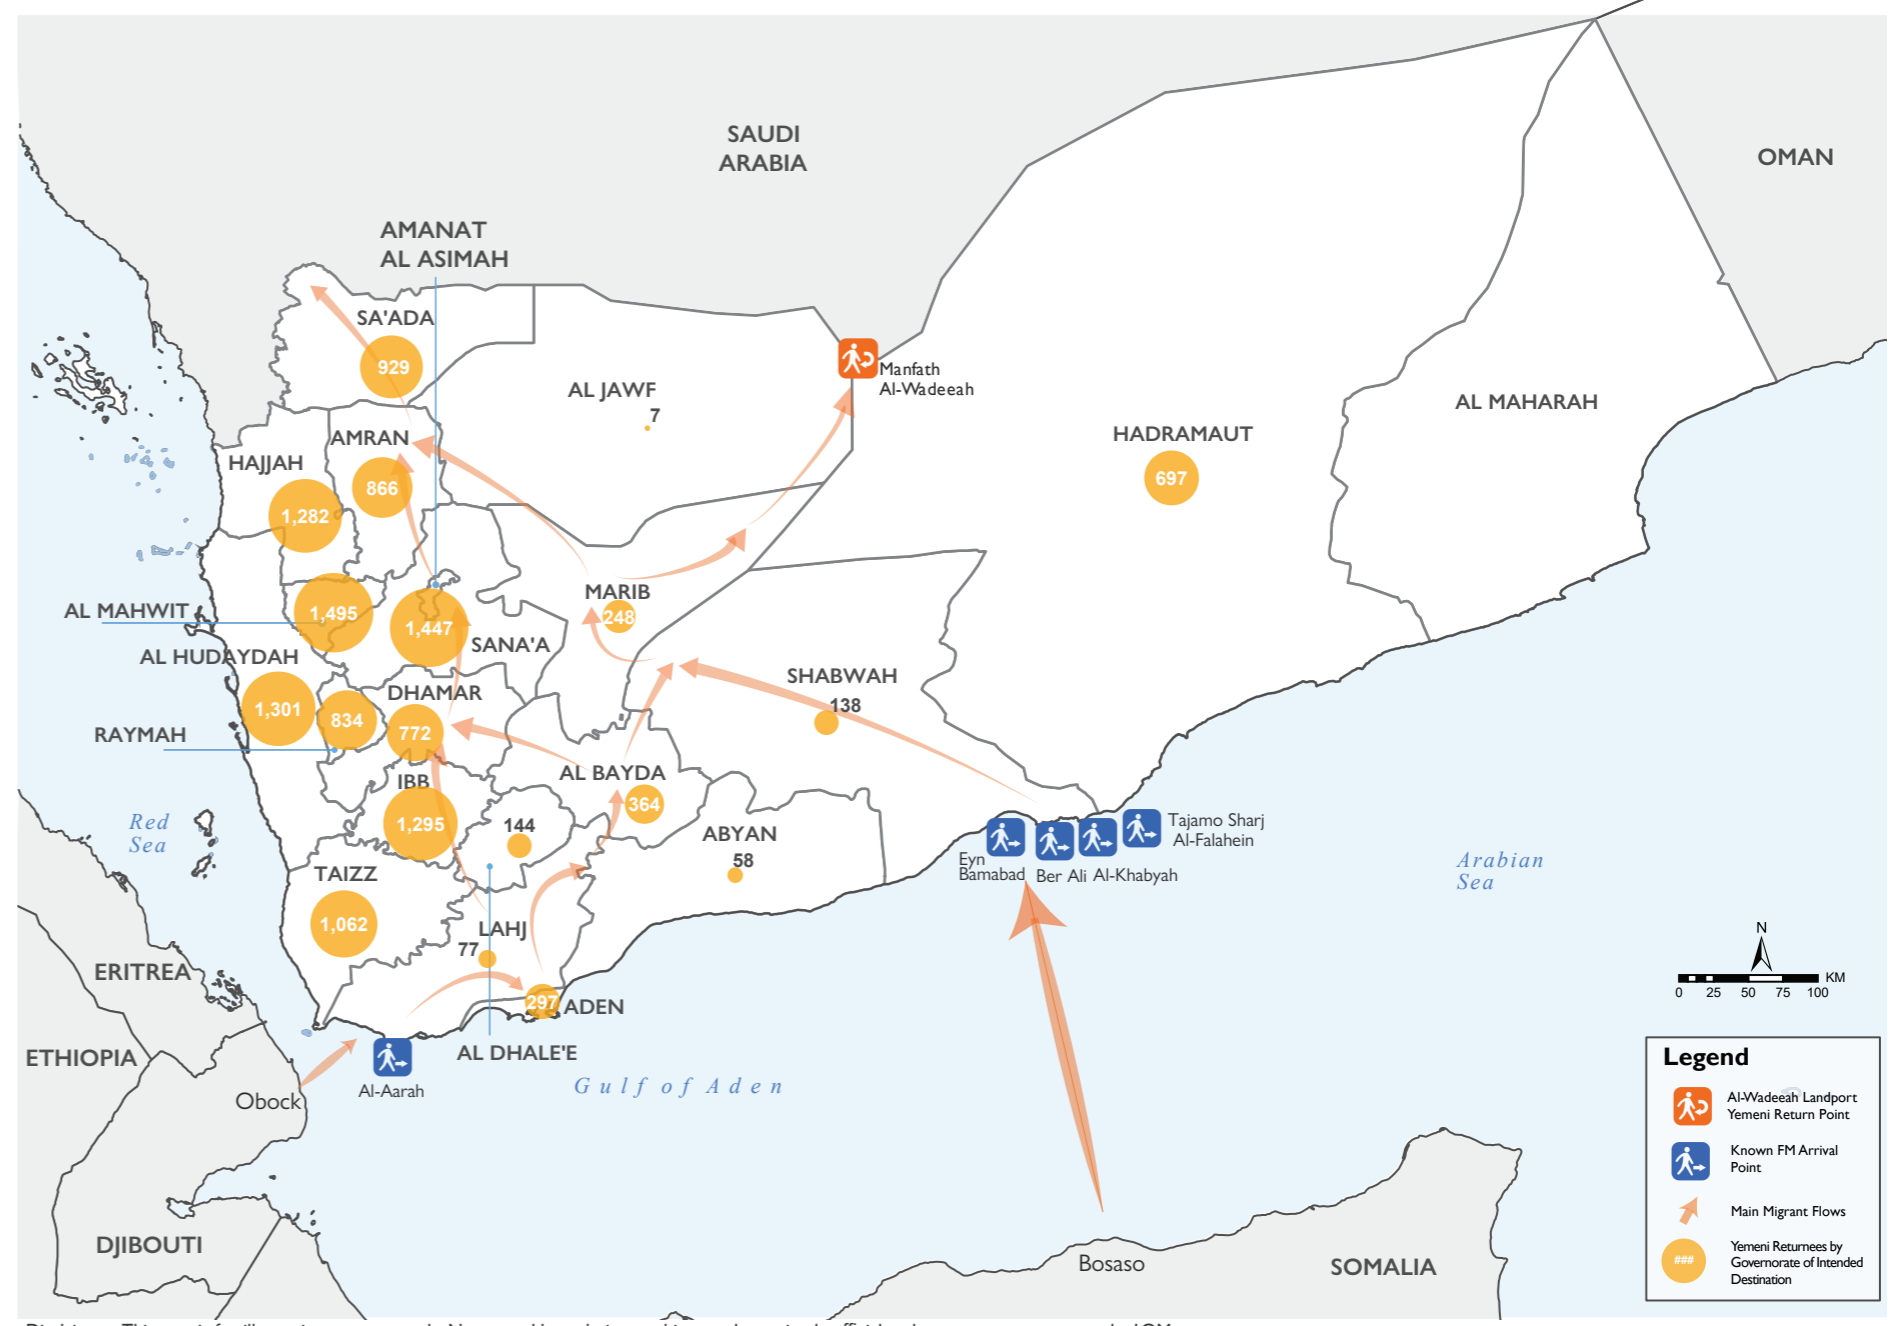 SAUDI
ARABIA
OMAN
AMANAT
AL ASIMAH
SA'ADA
929
Manfath
Al-Wadeeah
AL JAWF
7
AL MAHARAH
HADRAMAUT
697
AMRAN
866
HAJJAH
1,282
MARIB
248
AL MAHWIT
1,495
1,447
SANA'A
AL HUDAYDAH
1,301
834
DHAMAR
772
SHABWAH
138
RAYMAH
IBB
1,295
AL BAYDA
364
144
ABYAN
58
Red
Sea
Tajamo Sharj
Al-Falahein
Eyn
Bamabad
Ber Ali
Al-Khabyah
Arabian
Sea
TAIZZ
1,062
LAHJ
77
297
ADEN
ERITREA
ETHIOPIA
AL DHALE'E
Al-Aarah
Gulf of Aden
Obock
DJIBOUTI
Bosaso
SOMALIA
N
KM
0 25 50 75 100
Legend
Al-Wadeeah Landport
Yemeni Return Point
Known FM Arrival
Point
Main Migrant Flows
###
Yemeni Returnees by
Governorate of Intended
Destination